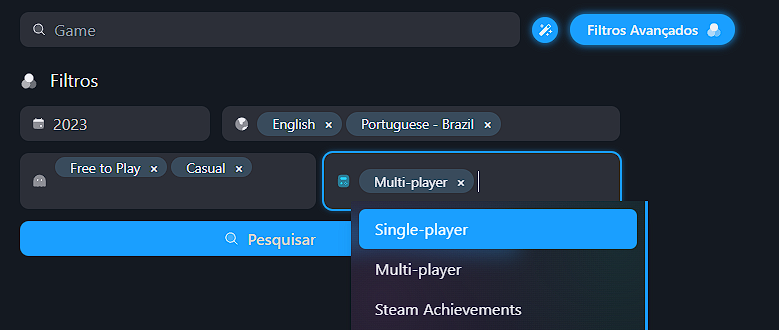 Game
Filtros Avançados
Filtros
2023
English × Portuguese - Brazil ×
Free to Play × Casual ×
Multi-player ×
Pesquisar
Single-player
Multi-player
Steam Achievements